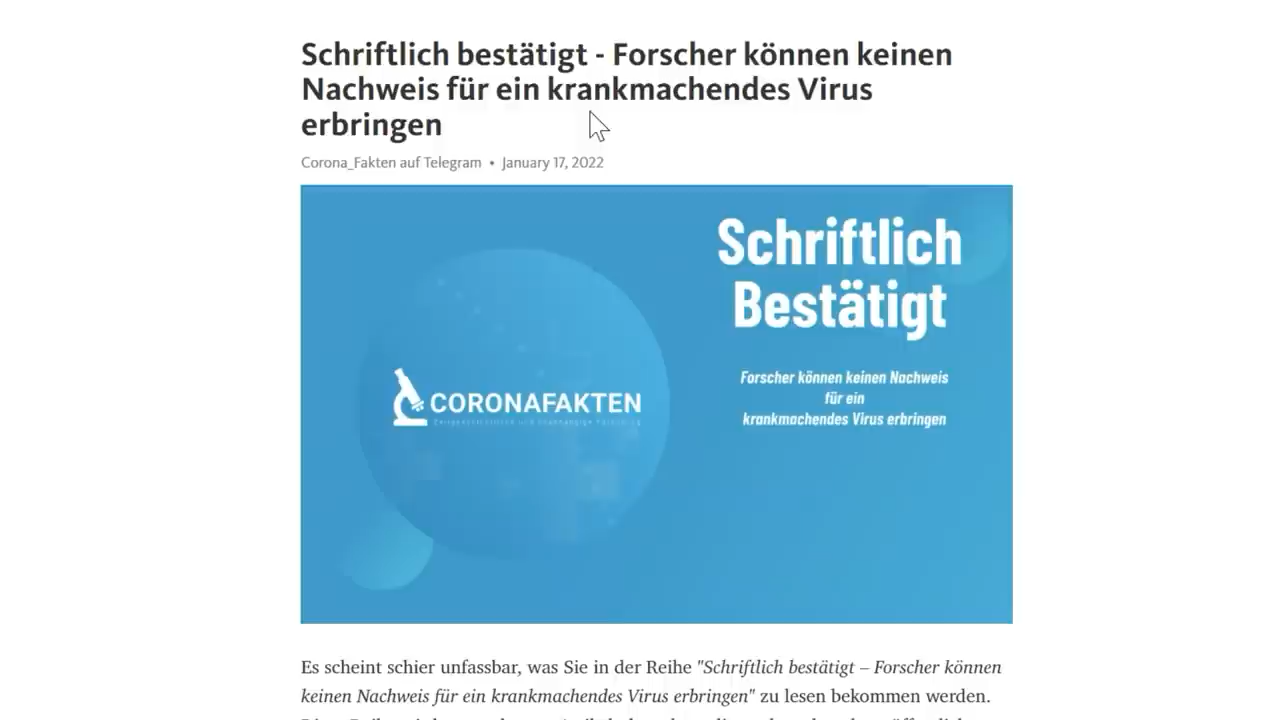 Schriftlich bestätigt - Forscher können keinen
Nachweis für ein krankmachendes Virus
erbringen
Corona_Fakten auf Telegram • January 17, 2022
Schriftlich
Bestätigt
Forscher können keinen Nachweis
für ein
krankmachendes Virus erbringen
CORONAFAKTEN
Es scheint schier unfassbar, was Sie in der Reihe "Schriftlich bestätigt – Forscher können
keinen Nachweis für ein krankmachendes Virus erbringen" zu lesen bekommen werden.